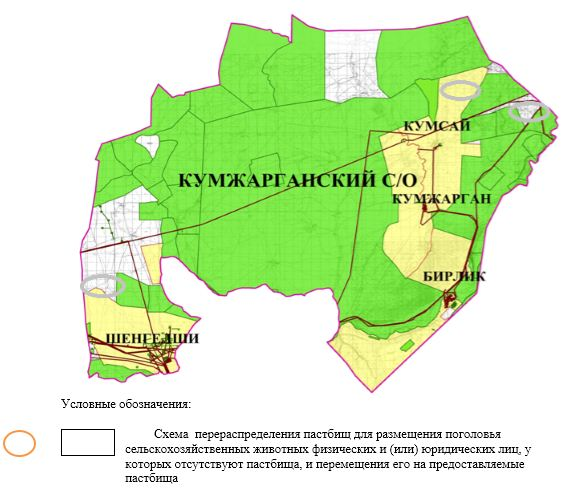 КУМСАЙ
КУМЖАРГАНСКИЙ С/О
КУМЖАРГАН
БИРЛИК
ШЕНГЕЛШИ
Условные обозначения:
Схема перераспределения пастбищ для размещения поголовья
сельскохозяйственных животных физических и (или) юридических лиц, у
которых отсутствуют пастбища, и перемещения его на предоставляемые
пастбища